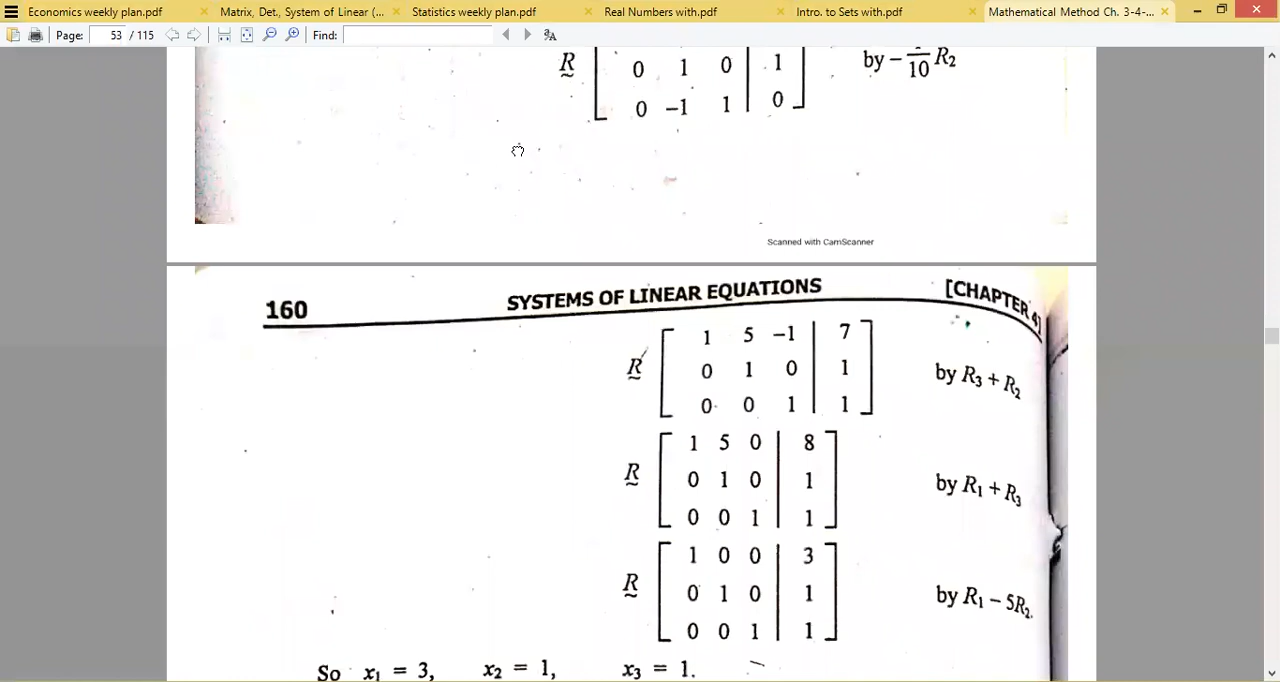 Economics weekly plan.pdf
Matrix, Det., System of Linear (...
Statistics weekly plan.pdf
Real Numbers with.pdf
Intro. to Sets with.pdf
Mathematical Method Ch. 3-4-...
Page: 53 / 115 Find:
R 0 1 0 | 1 by − /10 R2
0 −1 1 | 0
Scanned with CamScanner
160 SYSTEMS OF LINEAR EQUATIONS [CHAPTER 4]
1 5 −1 | 7
R 0 1 0 | 1 by R3 + R2
0 0 1 | 1
1 5 0 | 8
R 0 1 0 | 1 by R1 + R3
0 0 1 | 1
1 0 0 | 3
R 0 1 0 | 1 by R1 − 5R2.
0 0 1 | 1
So x1 = 3, x2 = 1, x3 = 1.